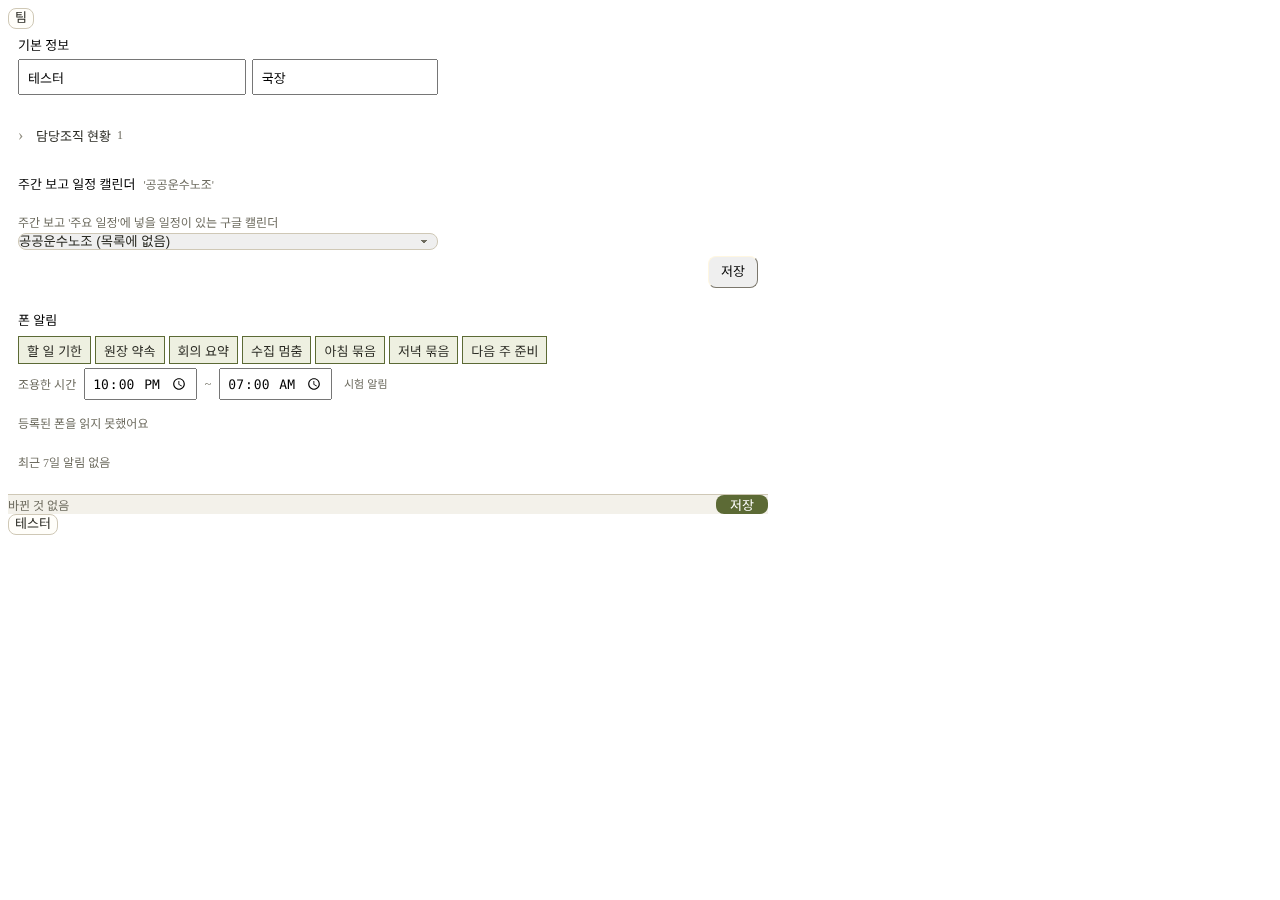 팀
기본 정보
테스터 국장
› 담당조직 현황 1
주간 보고 일정 캘린더 '공공운수노조'
주간 보고 '주요 일정'에 넣을 일정이 있는 구글 캘린더
공공운수노조 (목록에 없음)
저장
폰 알림
할 일 기한 원장 약속 회의 요약 수집 멈춤 아침 묶음 저녁 묶음 다음 주 준비
조용한 시간 10:00 PM ~ 07:00 AM 시험 알림
등록된 폰을 읽지 못했어요
최근 7일 알림 없음
바뀐 것 없음 저장
테스터